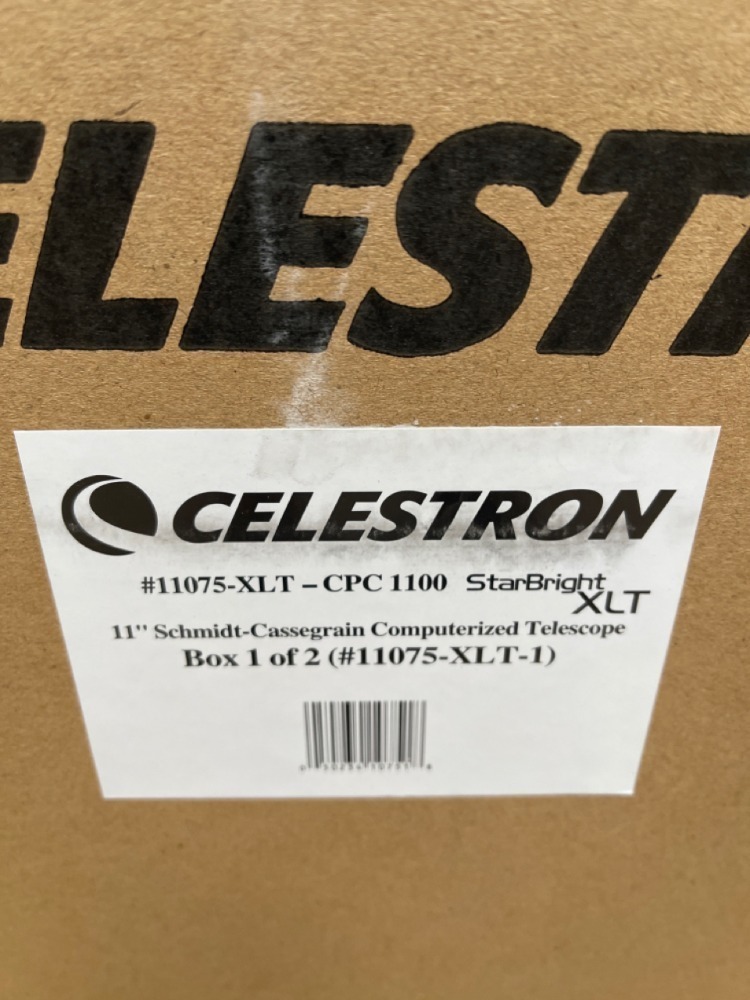 ELEST
CELESTRON
#11075-XLT – CPC 1100 StarBright
XLT
11" Schmidt-Cassegrain Computerized Telescope
Box 1 of 2 (#11075-XLT-1)